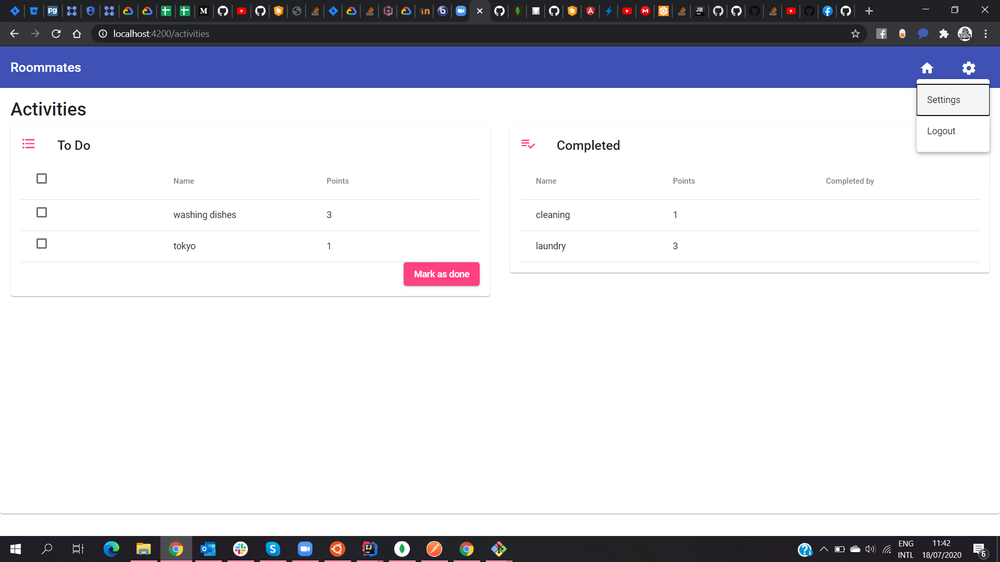 localhost:4200/activities
Roommates
Settings
Logout
Activities
To Do
Name Points
washing dishes 3
tokyo 1
Mark as done
Completed
Name Points Completed by
cleaning 1
laundry 3
ENG
INTL
11:42
18/07/2020
6